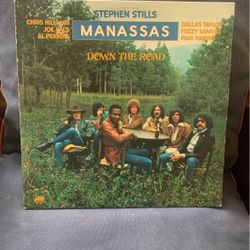 STEPHEN STILLS
CHRIS HILLMAN
JOE LALA
AL PERKINS
MANASSAS
DALLAS TAYLOR
FUZZY SAMUELS
PAUL HARRIS
DOWN THE ROAD